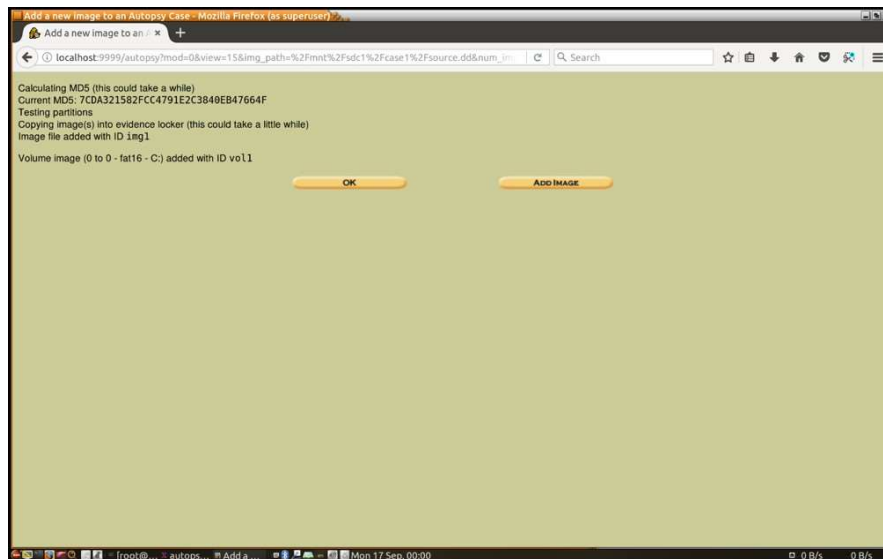 Add a new image to an Autopsy Case - Mozilla Firefox (as superuser)
Add a new image to an A
localhost:9999/autopsy?mod=0&view=15&img_path=%2Fmnt%2Fsdc1%2Fcase1%2Fsource.dd&num_im
Search
Calculating MD5 (this could take a while)
Current MD5: 7CDA321582FCC4791E2C3840EB47664F
Testing partitions
Copying image(s) into evidence locker (this could take a little while)
Image file added with ID img1
Volume image (0 to 0 - fat16 - C:) added with ID vol1
OK
ADD IMAGE
[root@... autops... Add a ... Mon 17 Sep, 00:00 0 B/s 0 B/s